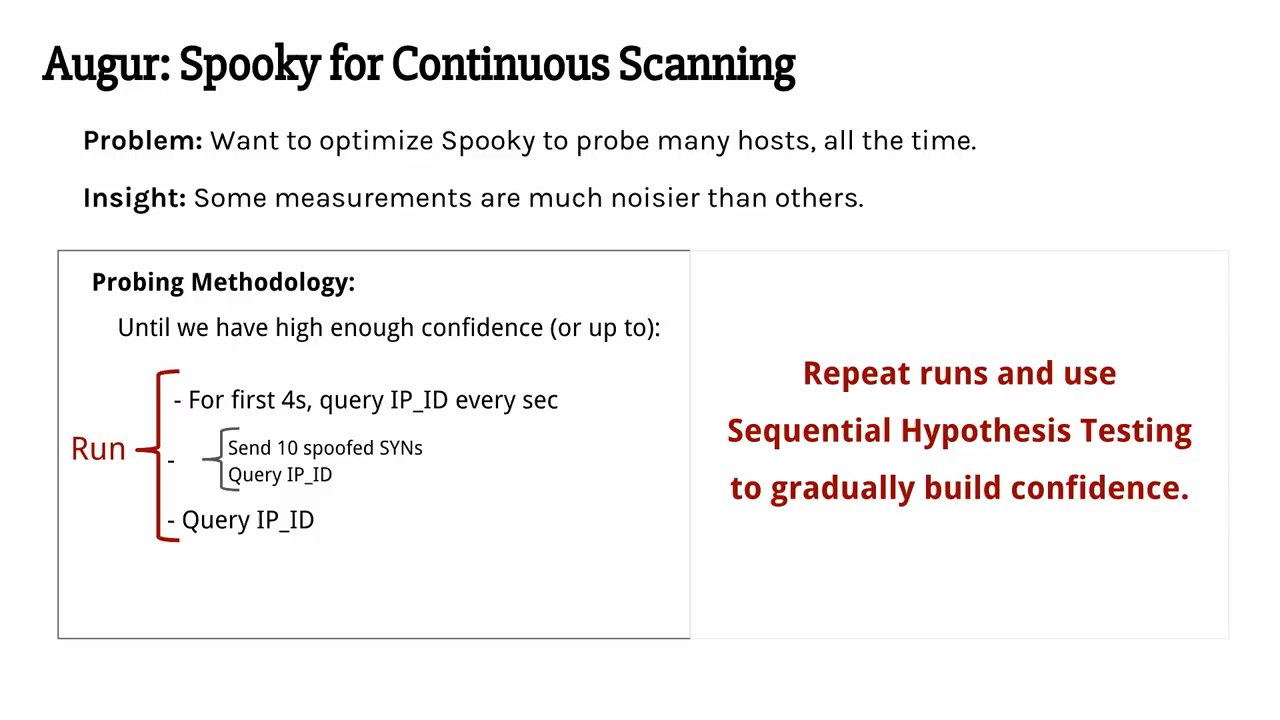 Augur: Spooky for Continuous Scanning
Problem: Want to optimize Spooky to probe many hosts, all the time.
Insight: Some measurements are much noisier than others.
Probing Methodology:
Until we have high enough confidence (or up to):
Run
- For first 4s, query IP_ID every sec
-
Send 10 spoofed SYNs
Query IP_ID
- Query IP_ID
Repeat runs and use
Sequential Hypothesis Testing
to gradually build confidence.